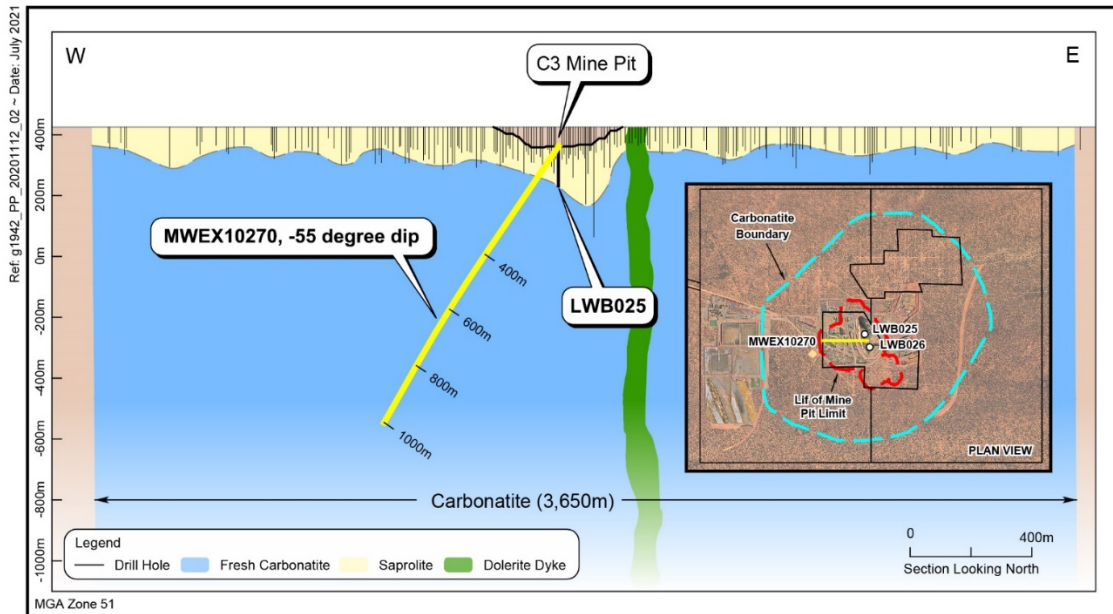 Ref: g1942_PP_20201112_02 ~ Date: July 2021
W
E
C3 Mine Pit
400m
200m
0m
-200m
-400m
-600m
-800m
-1000m
MWEX10270, -55 degree dip
LWB025
400m
600m
800m
1000m
Carbonatite
Boundary
LWB025
LWB026
MWEX10270
Lif of Mine
Pit Limit
PLAN VIEW
Carbonatite (3,650m)
Legend
Drill Hole
Fresh Carbonatite
Saprolite
Dolerite Dyke
0
400m
Section Looking North
MGA Zone 51